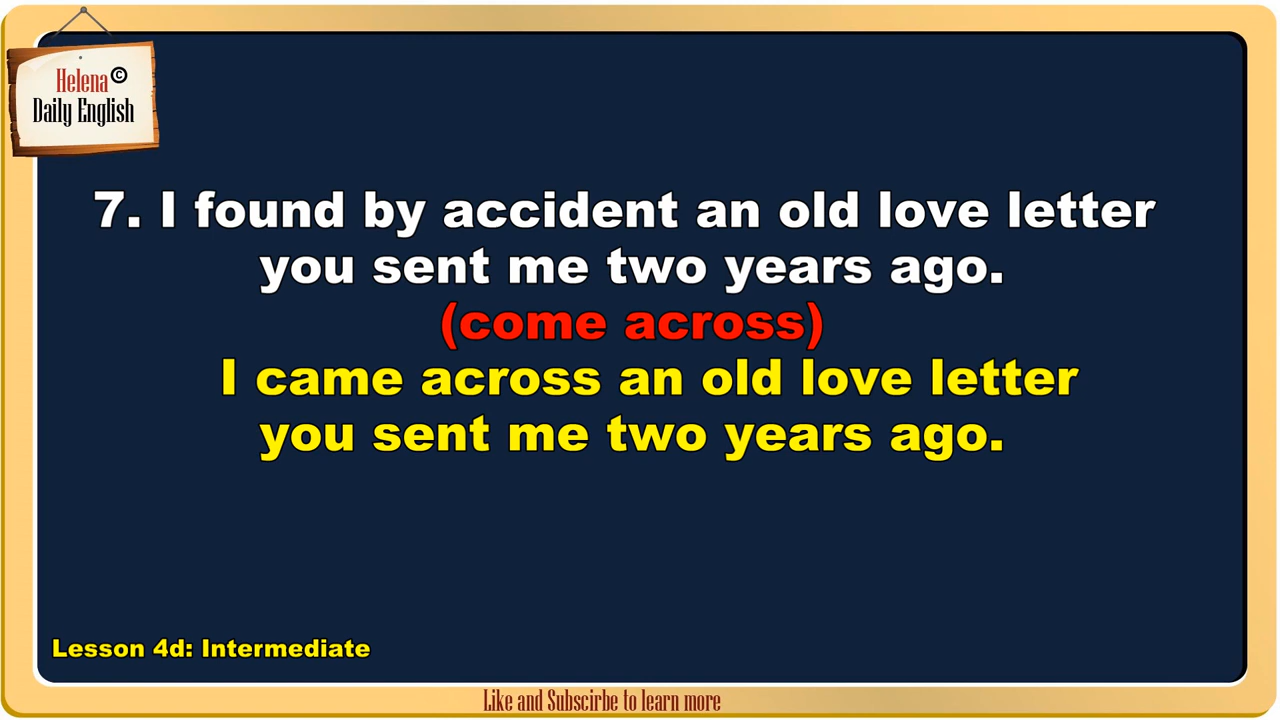 Helena ©
Daily English
7. I found by accident an old love letter
you sent me two years ago.
(come across)
I came across an old love letter
you sent me two years ago.
Lesson 4d: Intermediate
Like and Subscirbe to learn more